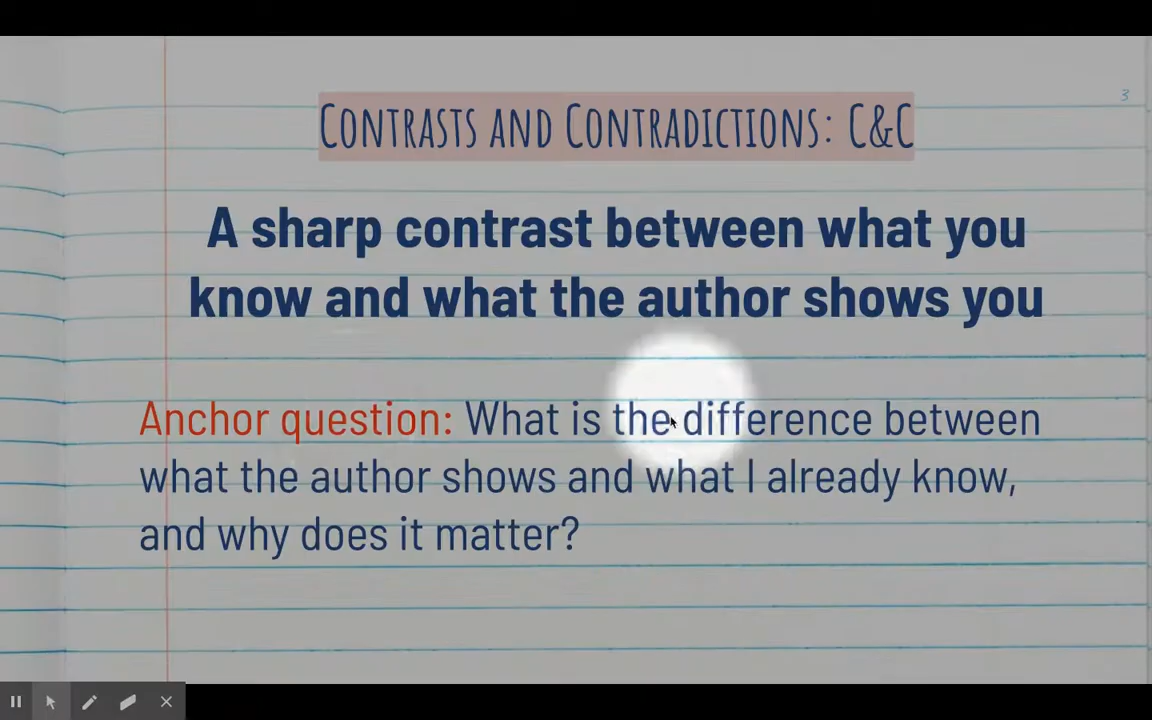 3
CONTRASTS AND CONTRADICTIONS: C&C
A sharp contrast between what you
know and what the author shows you
Anchor question: What is the difference between
what the author shows and what I already know,
and why does it matter?